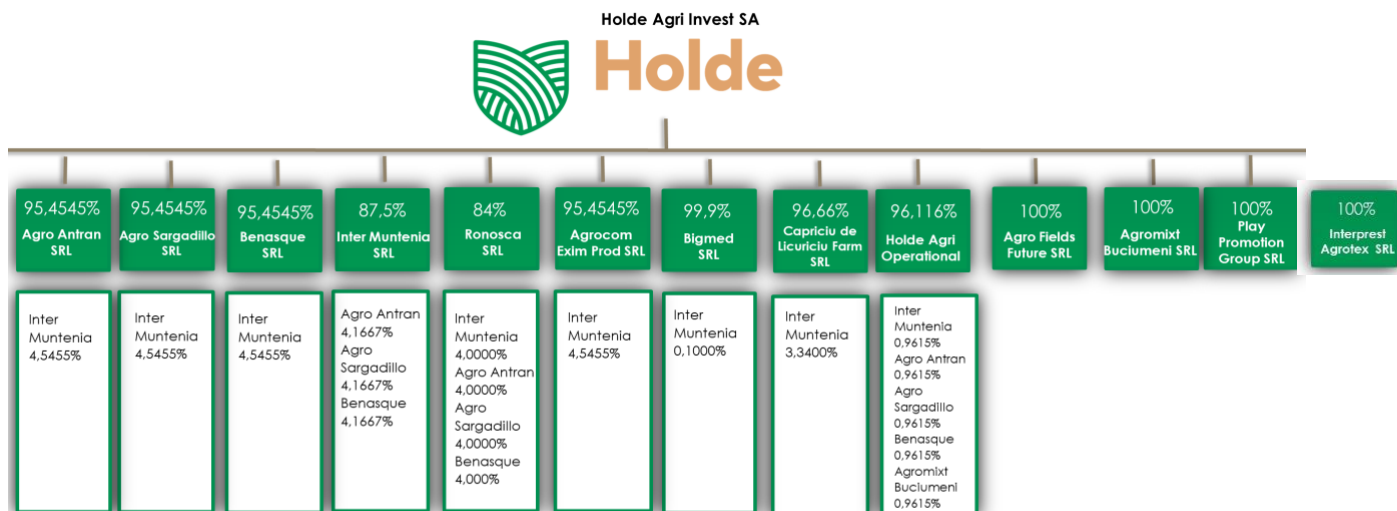 Holde Agri Invest SA
Holde
95,4545%
Agro Antran
SRL
95,4545%
Agro Sargadillo
SRL
95,4545%
Benasque
SRL
87,5%
Inter Muntenia
SRL
84%
Ronosca
SRL
95,4545%
Agrocom
Exim Prod SRL
99,9%
Bigmed
SRL
96,66%
Capriciu de
Licuriciu Farm
SRL
96,116%
Holde Agri
Operational
100%
Agro Fields
Future SRL
100%
Agromixt
Buciumeni SRL
100%
Play
Promotion
Group SRL
100%
Interprest
Agrotex SRL
Inter
Muntenia
4,5455%
Inter
Muntenia
4,5455%
Inter
Muntenia
4,5455%
Agro Antran
4,1667%
Agro
Sargadillo
4,1667%
Benasque
4,1667%
Inter
Muntenia
4,0000%
Agro Antran
4,0000%
Agro
Sargadillo
4,0000%
Benasque
4,000%
Inter
Muntenia
4,5455%
Inter
Muntenia
0,1000%
Inter
Muntenia
3,3400%
Inter
Muntenia
0,9615%
Agro Antran
0,9615%
Agro
Sargadillo
0,9615%
Benasque
0,9615%
Agromixt
Buciumeni
0,9615%